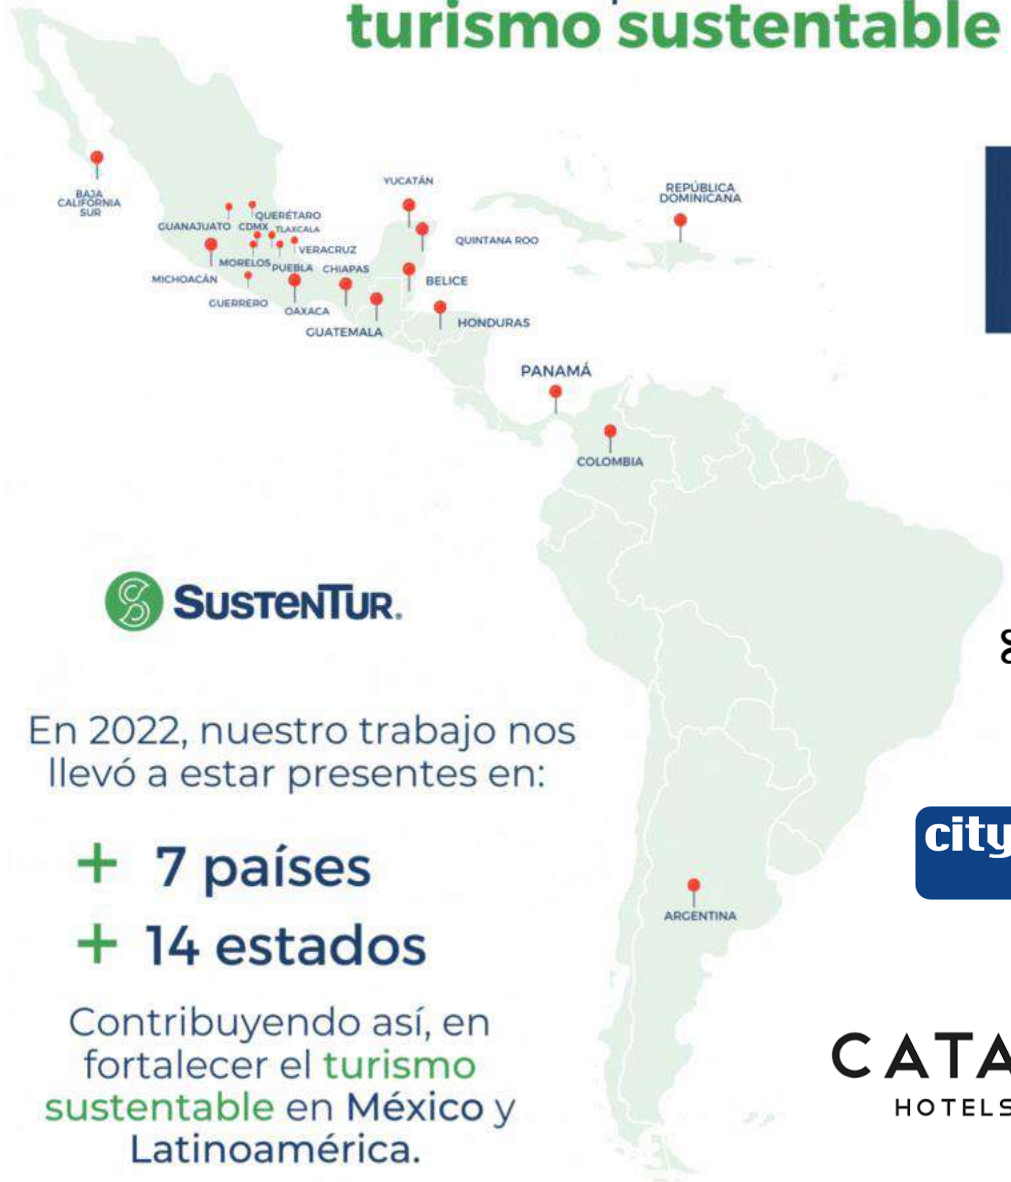 turismo sustentable
YUCATÁN
REPÚBLICA
DOMINICANA
BAJA
CALIFORNIA
SUR
QUERÉTARO
GUANAJUATO
CDMX
TLAXCALA
QUINTANA ROO
VERACRUZ
MORELOS
PUEBLA
CHIAPAS
MICHOACÁN
BELICE
GUERRERO
OAXACA
HONDURAS
GUATEMALA
PANAMÁ
COLOMBIA
SUSTENTUR®
En 2022, nuestro trabajo nos
llevó a estar presentes en:
city
+ 7 países
ARGENTINA
+ 14 estados
Contribuyendo así, en
fortalecer el turismo
sustentable en México y
Latinoamérica.
CATA
HOTELS